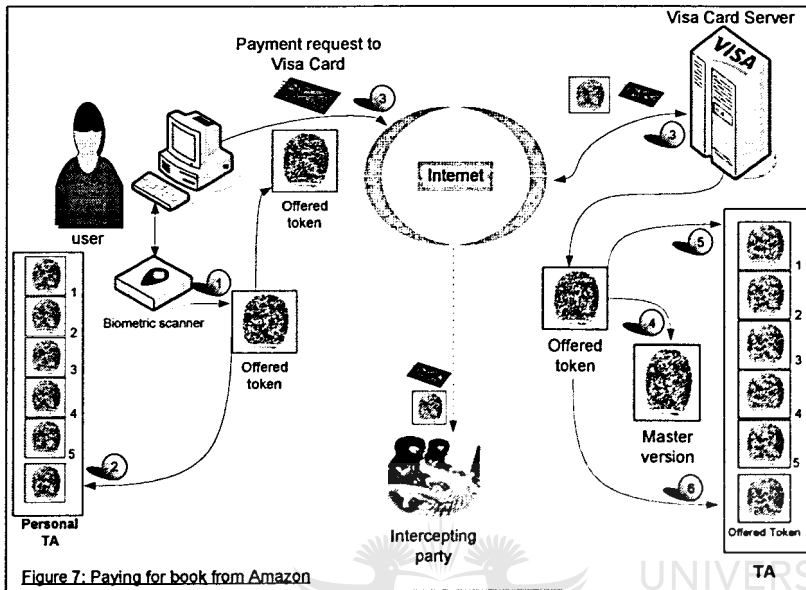 Visa Card Server
VISA
Payment request to
Visa Card
3
3
Internet
user
Offered
token
1
Biometric scanner
Offered
token
1
2
3
4
5
2
Personal
TA
Offered
token
4
Master
version
5
6
1
2
3
4
5
Offered Token
TA
Intercepting
party
Figure 7: Paying for book from Amazon
UNIVERS